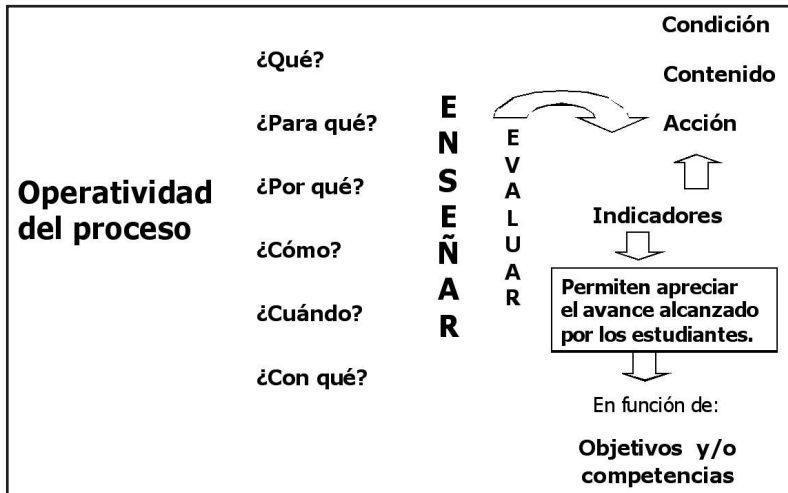 Operatividad
del proceso
¿Qué?
¿Para qué?
¿Por qué?
¿Cómo?
¿Cuándo?
¿Con qué?
ENSEÑAR
EVALUAR
Condición
Contenido
Acción
Indicadores
Permiten apreciar
el avance alcanzado
por los estudiantes.
En función de:
Objetivos y/o
competencias